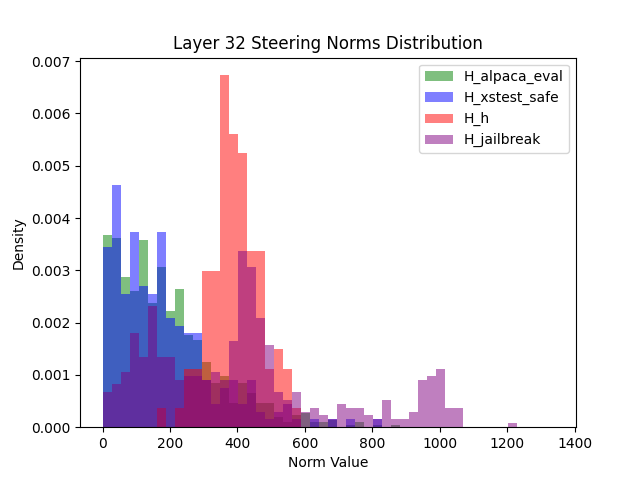 Layer 32 Steering Norms Distribution
H_alpaca_eval
H_xstest_safe
H_h
H_jailbreak
0.007
0.006
0.005
0.004
0.003
0.002
0.001
0.000
Density
0 200 400 600 800 1000 1200 1400
Norm Value